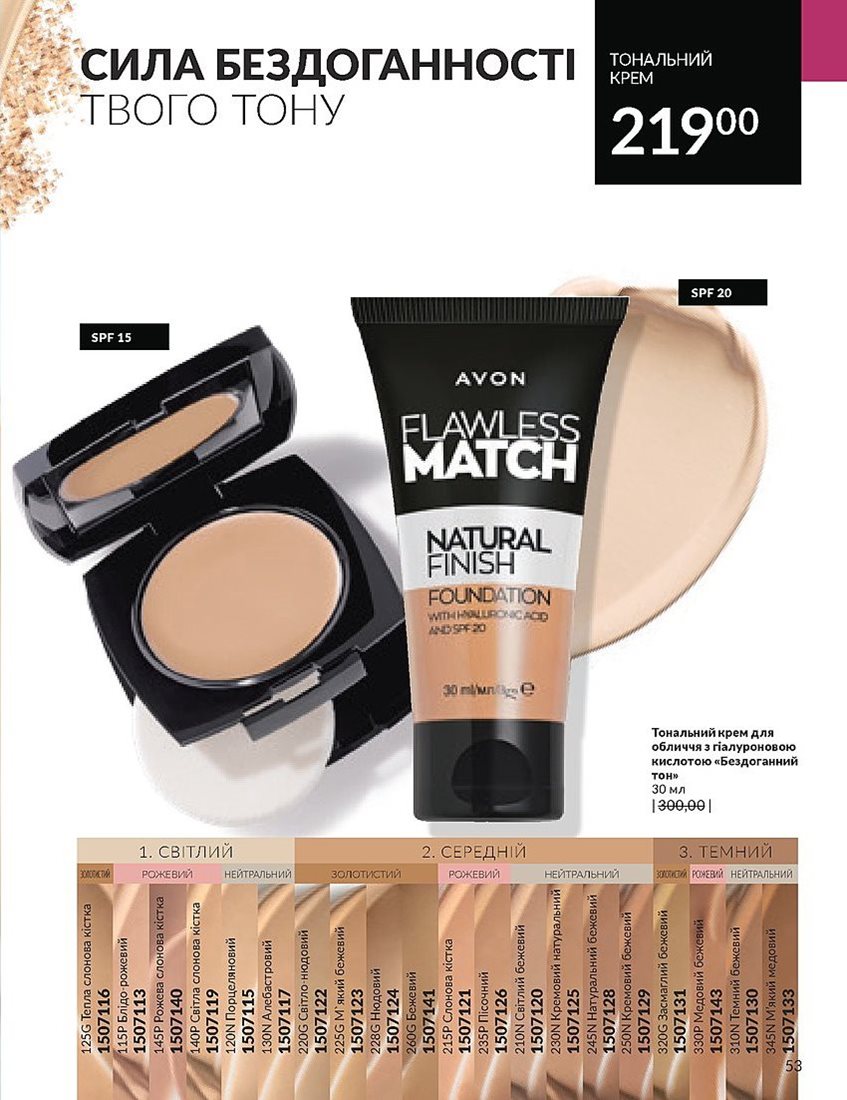 СИЛА БЕЗДОГАННОСТІ
ТВОГО ТОНУ
ТОНАЛЬНИЙ
КРЕМ
219⁰⁰
SPF 15
SPF 20
AVON
FLAWLESS
MATCH
NATURAL
FINISH
FOUNDATION
WITH HYALURONIC ACID
AND SPF 20
30 ml/мл/მლ e
Тональний крем для
обличчя з гіалуроновою
кислотою «Бездоганний
тон»
30 мл
| 300,00 |
1. СВІТЛИЙ
2. СЕРЕДНІЙ
3. ТЕМНИЙ
ЗОЛОТИСТИЙ
РОЖЕВИЙ
НЕЙТРАЛЬНИЙ
ЗОЛОТИСТИЙ
РОЖЕВИЙ
НЕЙТРАЛЬНИЙ
ЗОЛОТИСТИЙ
РОЖЕВИЙ
НЕЙТРАЛЬНИЙ
125G Тепла слонова кістка
1507116
115P Блідо-рожевий
1507113
145P Рожева слонова кістка
1507140
140P Світла слонова кістка
1507119
120N Порцеляновий
1507115
130N Алебастровий
1507117
220G Світло-нюдовий
1507122
225G М'який бежевий
1507123
228G Нюдовий
1507124
260G Бежевий
1507141
215P Слонова кістка
1507121
235P Пісочний
1507126
210N Світлий бежевий
1507120
230N Кремовий натуральний
1507125
245N Натуральний бежевий
1507128
250N Кремовий бежевий
1507129
320G Засмаглий бежевий
1507131
330P Медовий бежевий
1507143
310N Темний бежевий
1507130
345N М'який медовий
1507133
53